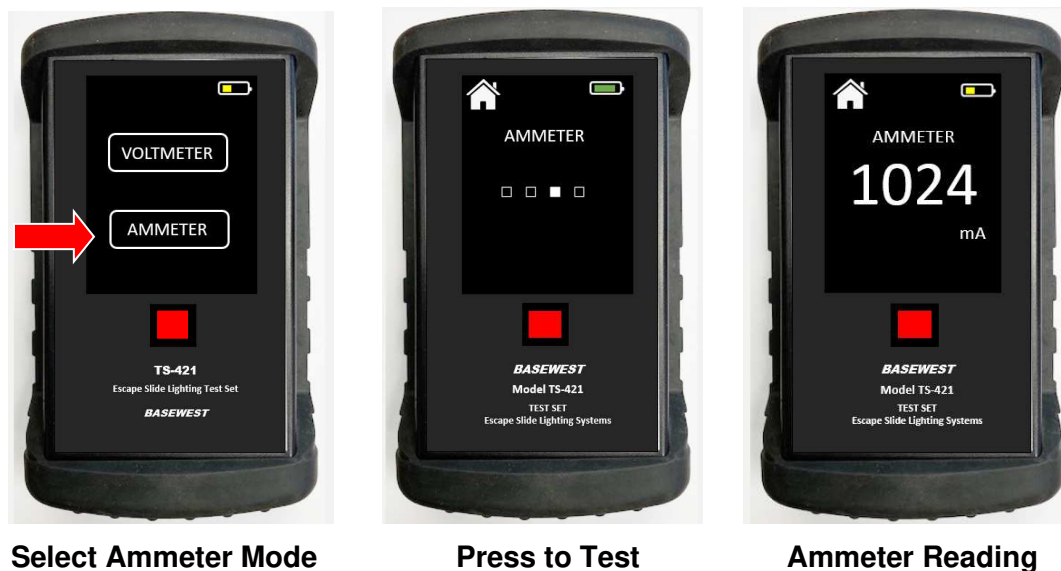 VOLTMETER
AMMETER
TS-421
Escape Slide Lighting Test Set
BASEWEST
Select Ammeter Mode
AMMETER
BASEWEST
Model TS-421
TEST SET
Escape Slide Lighting Systems
Press to Test
AMMETER
1024
mA
BASEWEST
Model TS-421
TEST SET
Escape Slide Lighting Systems
Ammeter Reading